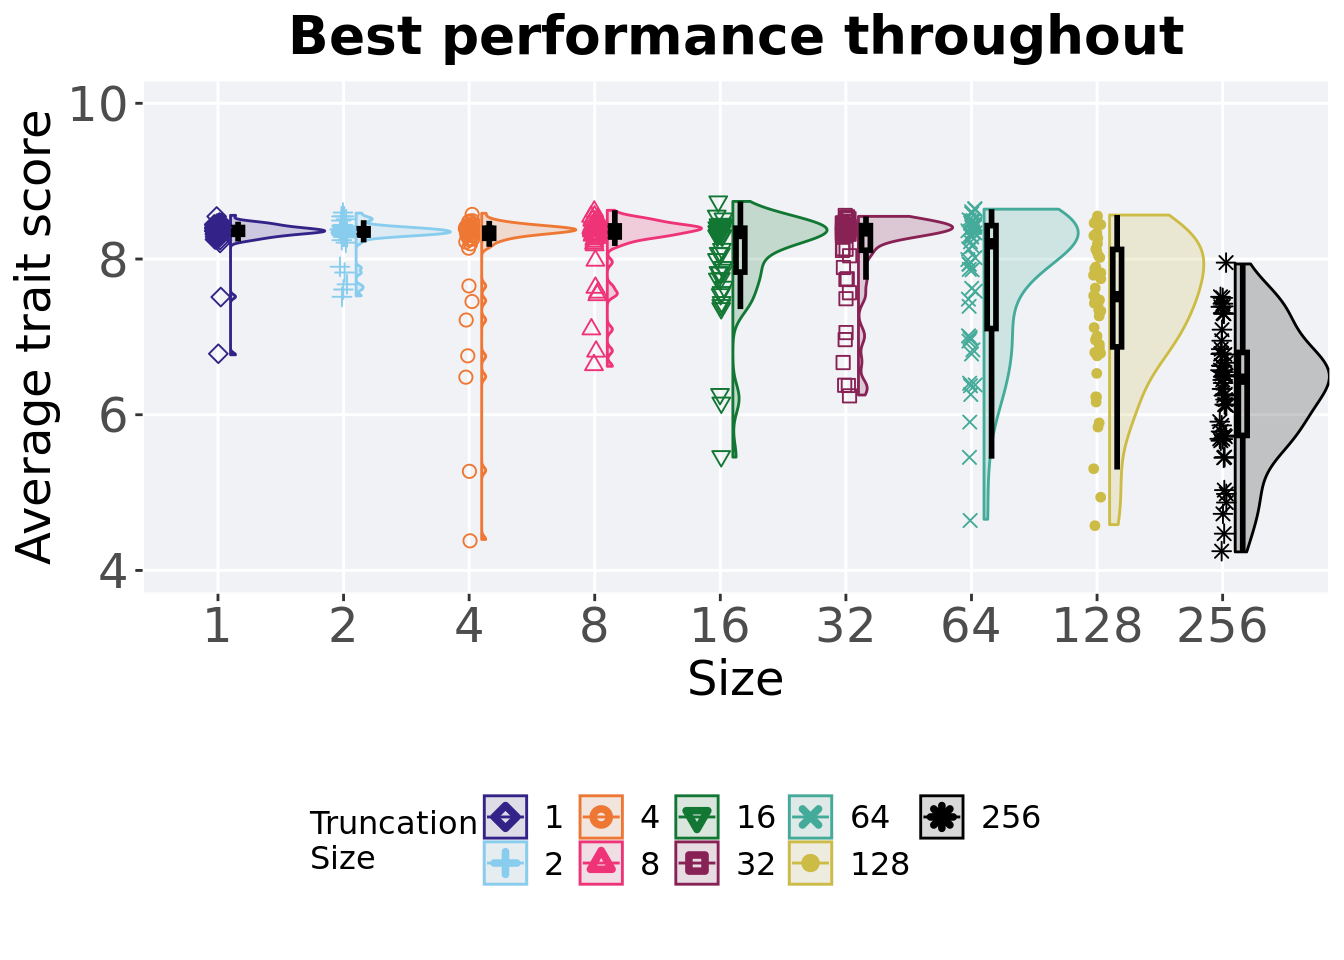 Best performance throughout
Average trait score
10
8
6
4
1 2 4 8 16 32 64 128 256
Size
Truncation
Size
1 4 16 64 256
2 8 32 128